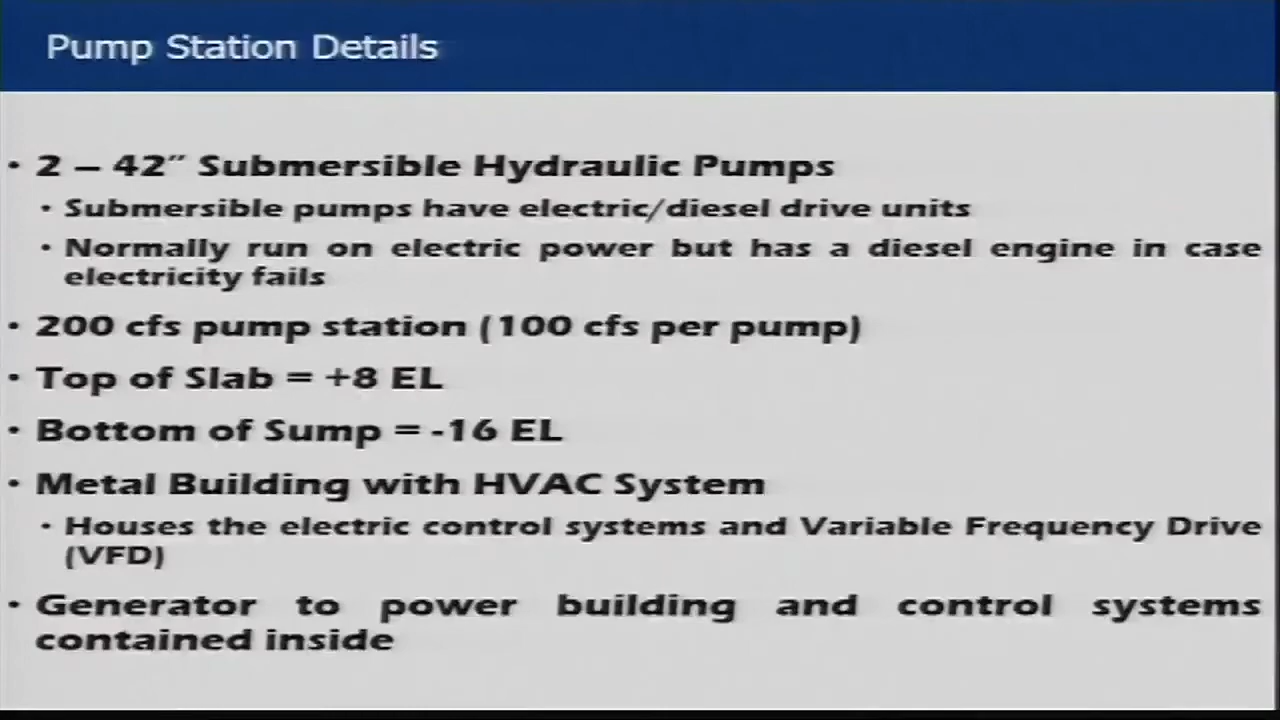 Pump Station Details
• 2 – 42” Submersible Hydraulic Pumps
• Submersible pumps have electric/diesel drive units
• Normally run on electric power but has a diesel engine in case
electricity fails
• 200 cfs pump station (100 cfs per pump)
• Top of Slab = +8 EL
• Bottom of Sump = -16 EL
• Metal Building with HVAC System
• Houses the electric control systems and Variable Frequency Drive
(VFD)
• Generator to power building and control systems
contained inside